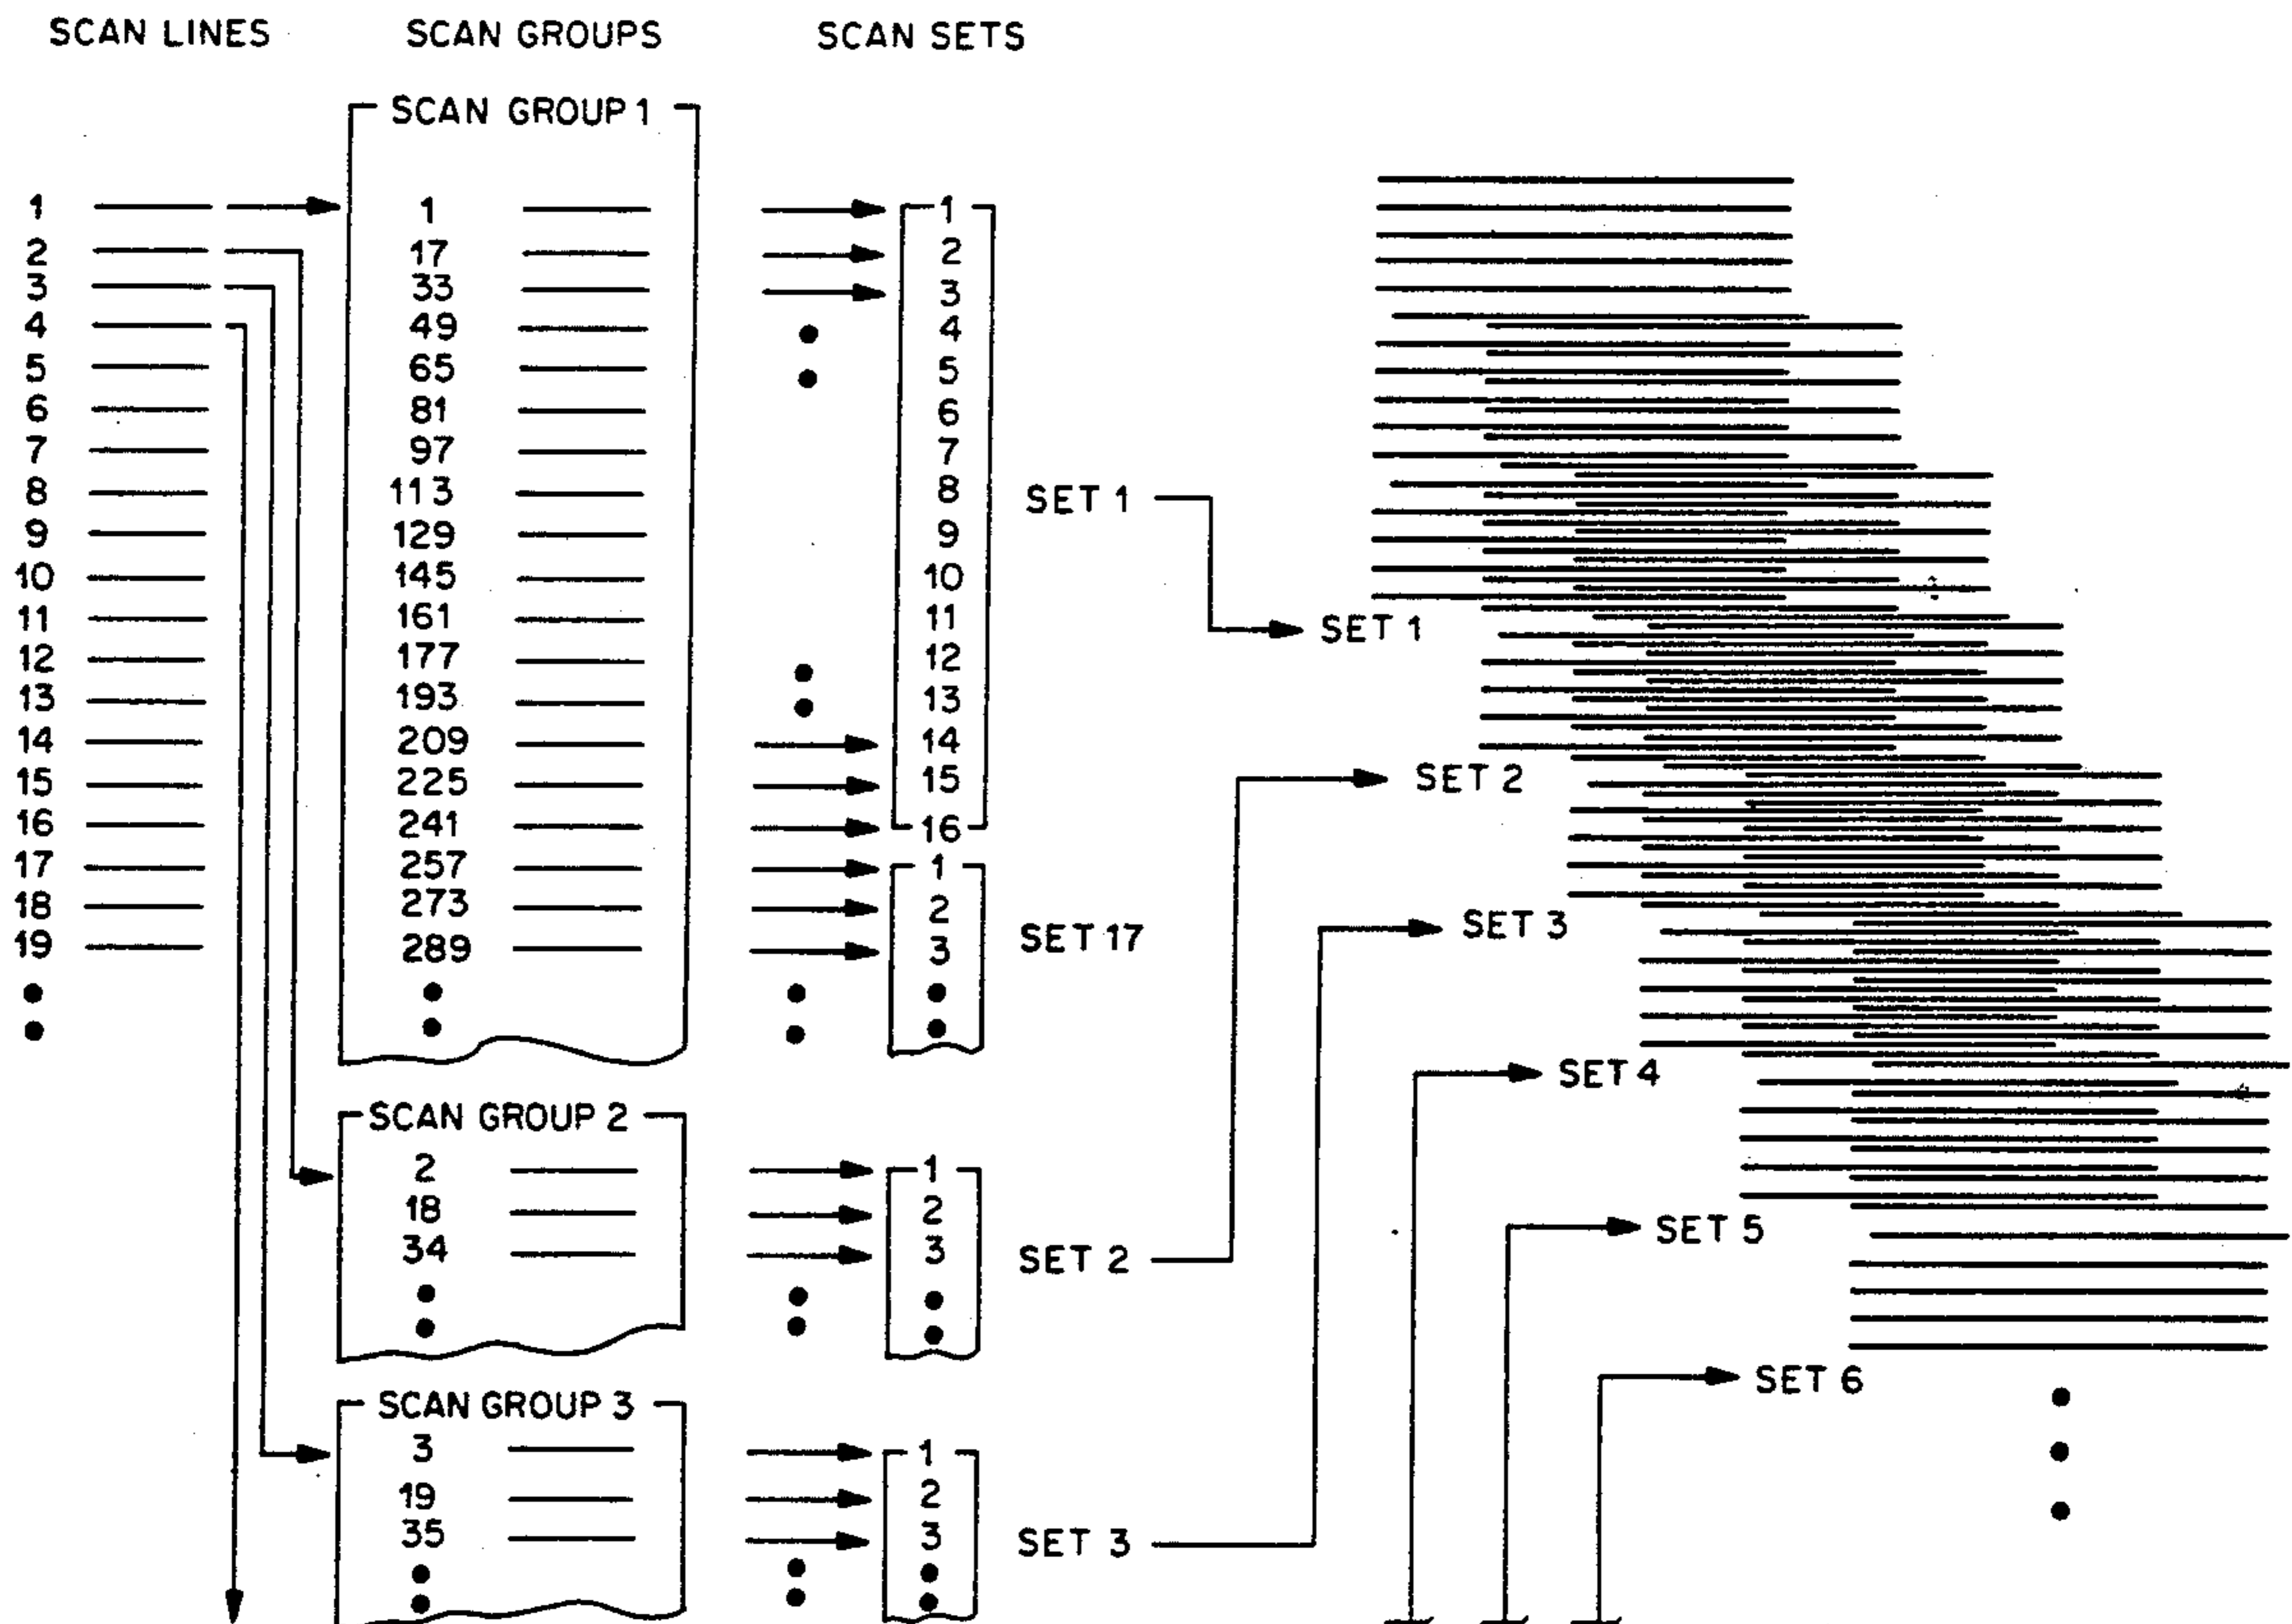 SCAN LINES SCAN GROUPS SCAN SETS
SCAN GROUP 1
1 1 1
2 17 2
3 33 3
4 49 4
5 65 5
6 81 6
7 97 7
8 113 8 SET 1
9 129 9
10 145 10
11 161 11 SET 1
12 177 12
13 193 13
14 209 14
15 225 15 SET 2
16 241 16
17 257 1
18 273 2 SET 3
19 289 3 SET 17
SET 4
SCAN GROUP 2
2 1
18 2 SET 5
34 3 SET 2
SET 6
SCAN GROUP 3
3 1
19 2
35 3 SET 3